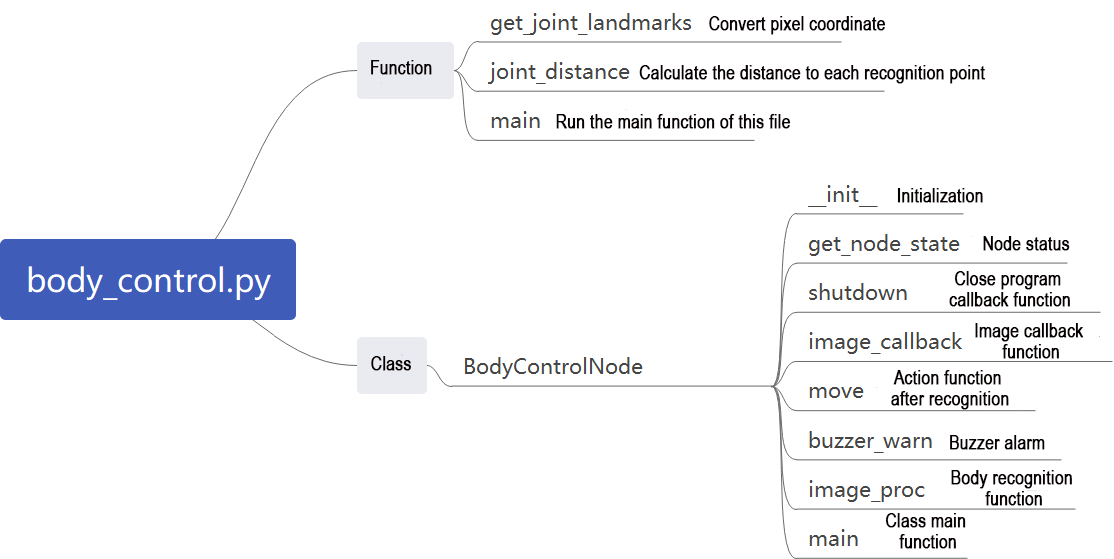 get_joint_landmarks Convert pixel coordinate
Function
joint_distance Calculate the distance to each recognition point
main Run the main function of this file
__init__ Initialization
get_node_state Node status
body_control.py
shutdown Close program
callback function
image_callback Image callback
function
Class
BodyControlNode
move Action function
after recognition
buzzer_warn Buzzer alarm
image_proc Body recognition
function
main Class main
function